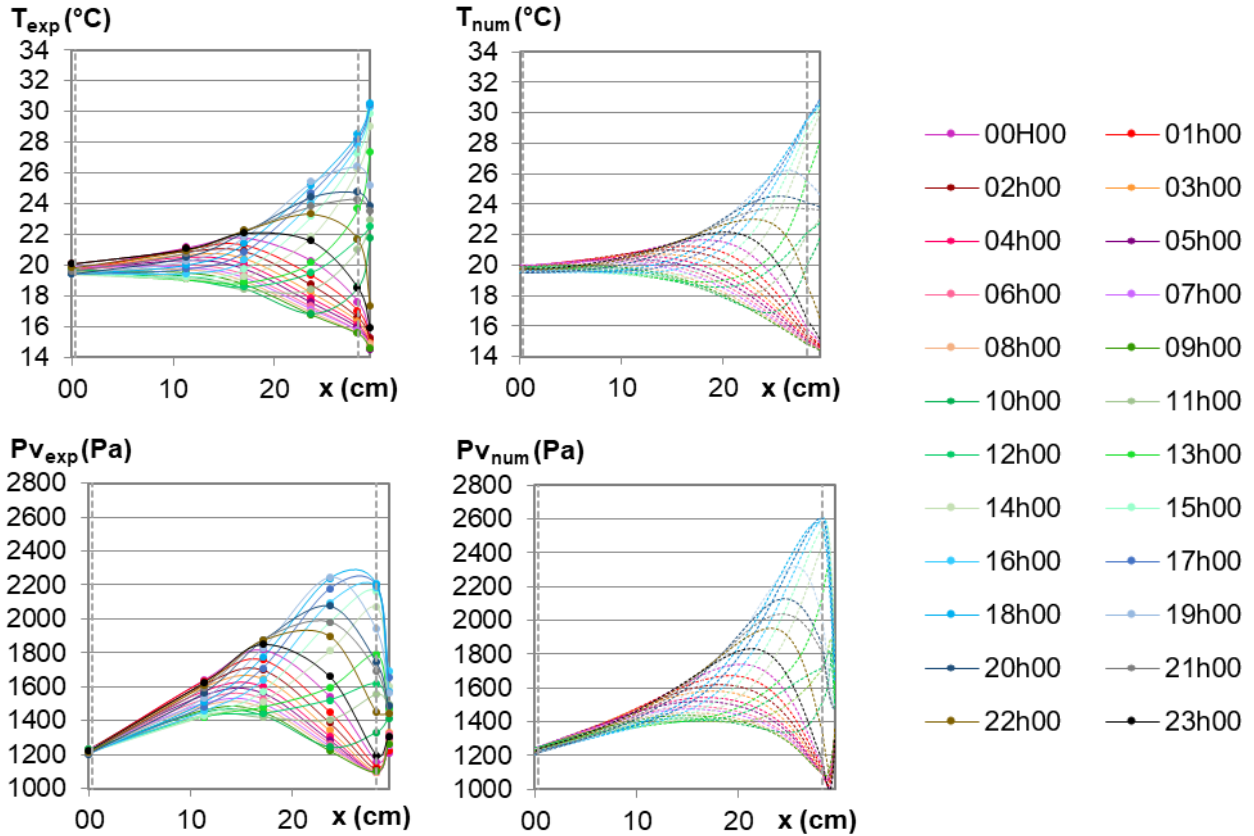 T_exp (°C)
T_num (°C)
34
32
30
28
26
24
22
20
18
16
14
00 10 20 x (cm)
34
32
30
28
26
24
22
20
18
16
14
00 10 20 x (cm)
Pv_exp (Pa)
Pv_num (Pa)
2800
2600
2400
2200
2000
1800
1600
1400
1200
1000
00 10 20 x (cm)
2800
2600
2400
2200
2000
1800
1600
1400
1200
1000
00 10 20 x (cm)
00H00 01h00
02h00 03h00
04h00 05h00
06h00 07h00
08h00 09h00
10h00 11h00
12h00 13h00
14h00 15h00
16h00 17h00
18h00 19h00
20h00 21h00
22h00 23h00